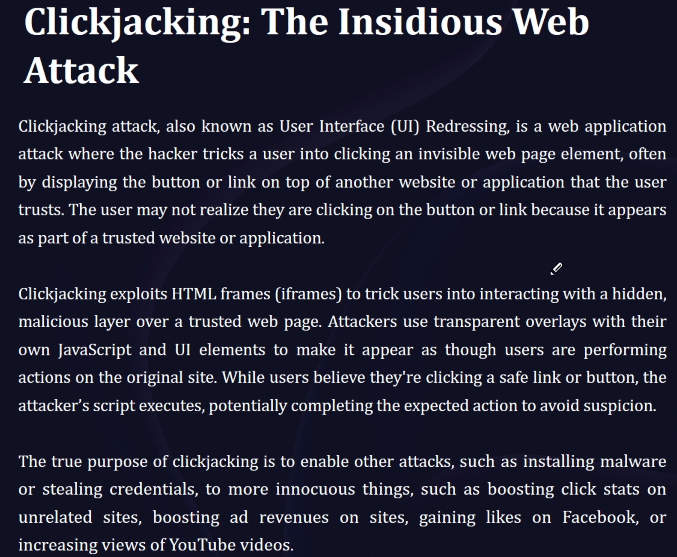 Clickjacking: The Insidious Web
Attack
Clickjacking attack, also known as User Interface (UI) Redressing, is a web application
attack where the hacker tricks a user into clicking an invisible web page element, often
by displaying the button or link on top of another website or application that the user
trusts. The user may not realize they are clicking on the button or link because it appears
as part of a trusted website or application.
Clickjacking exploits HTML frames (iframes) to trick users into interacting with a hidden,
malicious layer over a trusted web page. Attackers use transparent overlays with their
own JavaScript and UI elements to make it appear as though users are performing
actions on the original site. While users believe they're clicking a safe link or button, the
attacker’s script executes, potentially completing the expected action to avoid suspicion.
The true purpose of clickjacking is to enable other attacks, such as installing malware
or stealing credentials, to more innocuous things, such as boosting click stats on
unrelated sites, boosting ad revenues on sites, gaining likes on Facebook, or
increasing views of YouTube videos.